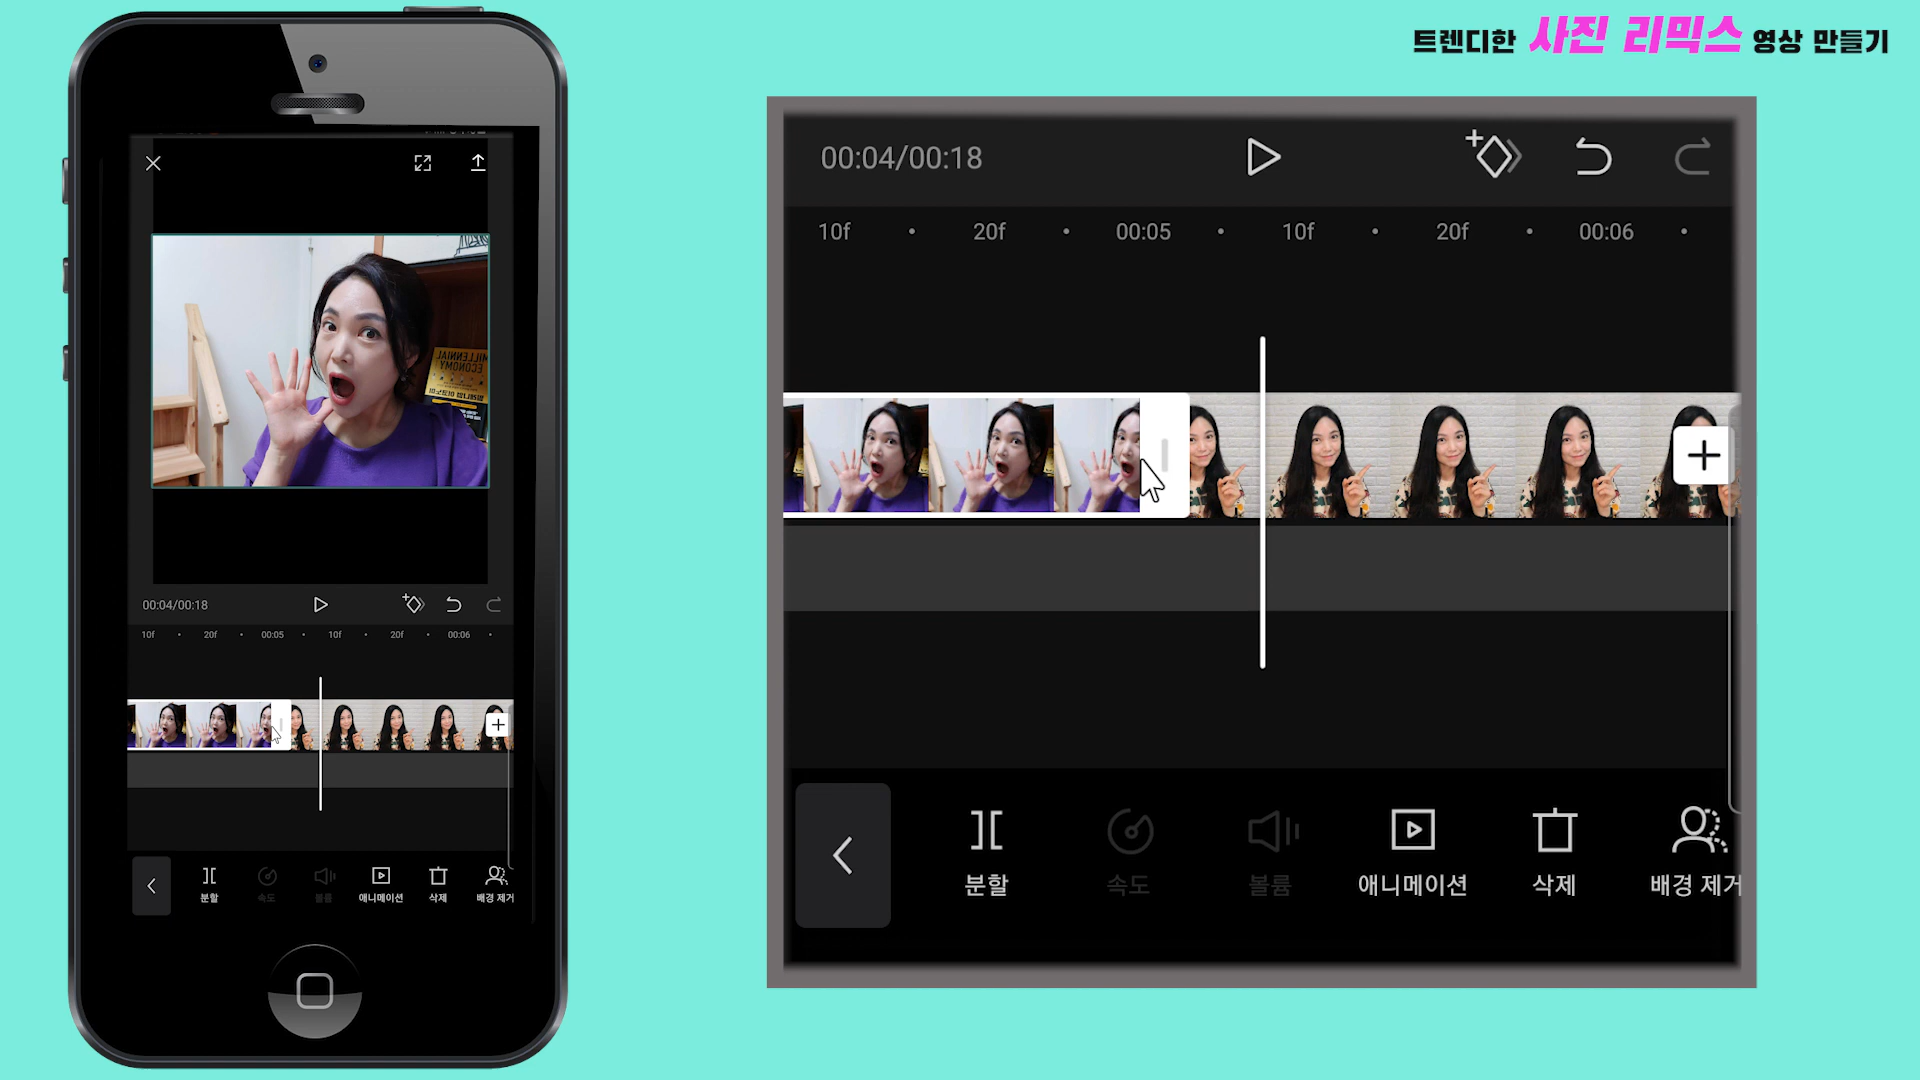 트렌디한 사진 리믹스 영상 만들기
MILLENNIAL
ECONOMY
00:04/00:18
10f 20f 00:05 10f 20f 00:06
분할 속도 볼륨 애니메이션 삭제 배경 제거
00:04/00:18
10f 20f 00:05 10f 20f 00:06
분할 속도 볼륨 애니메이션 삭제 배경 제거